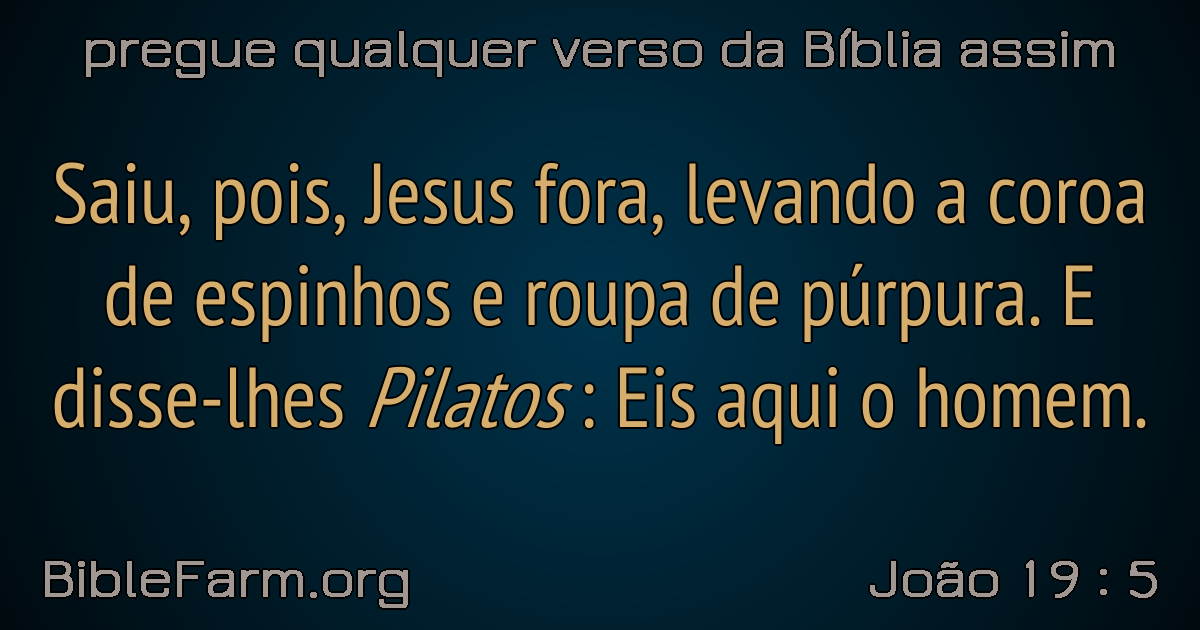 pregue qualquer verso da Bíblia assim
Saiu, pois, Jesus fora, levando a coroa
de espinhos e roupa de púrpura. E
disse-lhes Pilatos : Eis aqui o homem.
BibleFarm.org
João 19 : 5